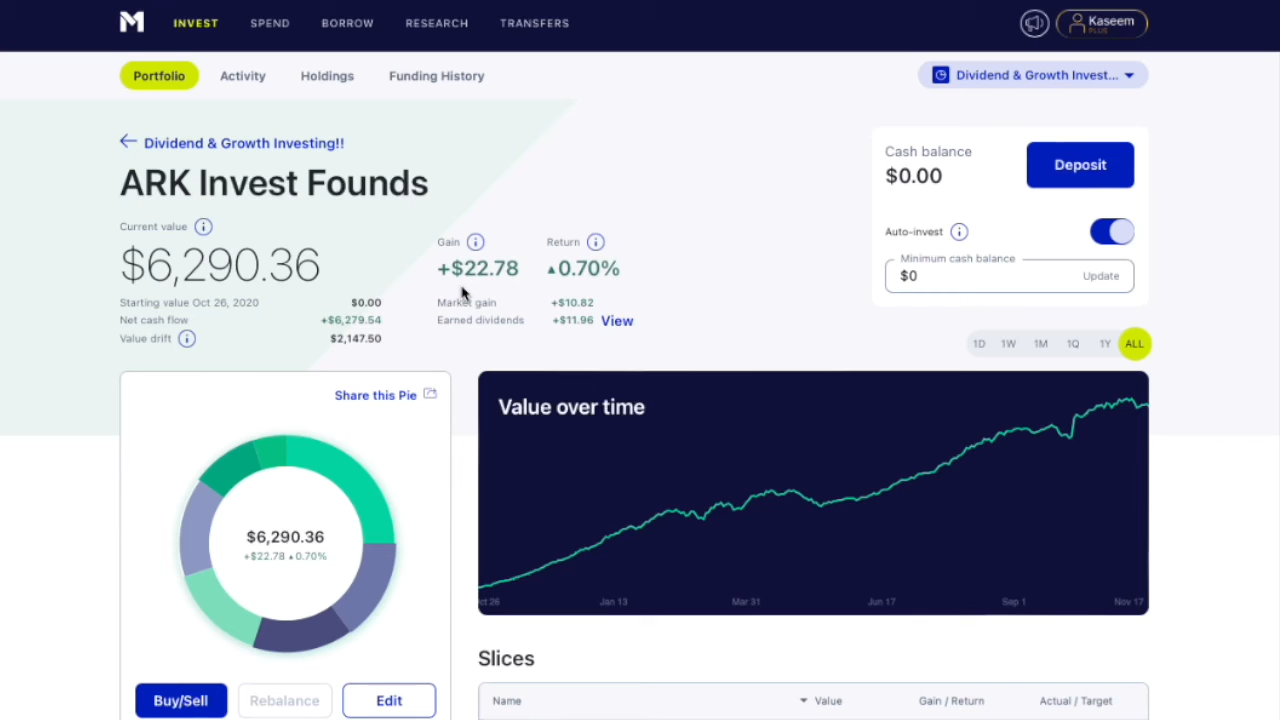 INVEST SPEND BORROW RESEARCH TRANSFERS
Kaseem
PLUS
Portfolio Activity Holdings Funding History
Dividend & Growth Invest...
Dividend & Growth Investing!!
ARK Invest Founds
Current value
$6,290.36
Starting value Oct 26, 2020 $0.00
Net cash flow +$6,279.54
Value drift $2,147.50
Gain Return
+$22.78 0.70%
Market gain +$10.82
Earned dividends +$11.96 View
Cash balance
$0.00
Deposit
Auto-invest
Minimum cash balance
$0 Update
1D 1W 1M 1Q 1Y ALL
Share this Pie
$6,290.36
+$22.78 0.70%
Buy/Sell Rebalance Edit
Value over time
ct 26 Jan 13 Mar 31 Jun 17 Sep 1 Nov 17
Slices
Name Value Gain / Return Actual / Target